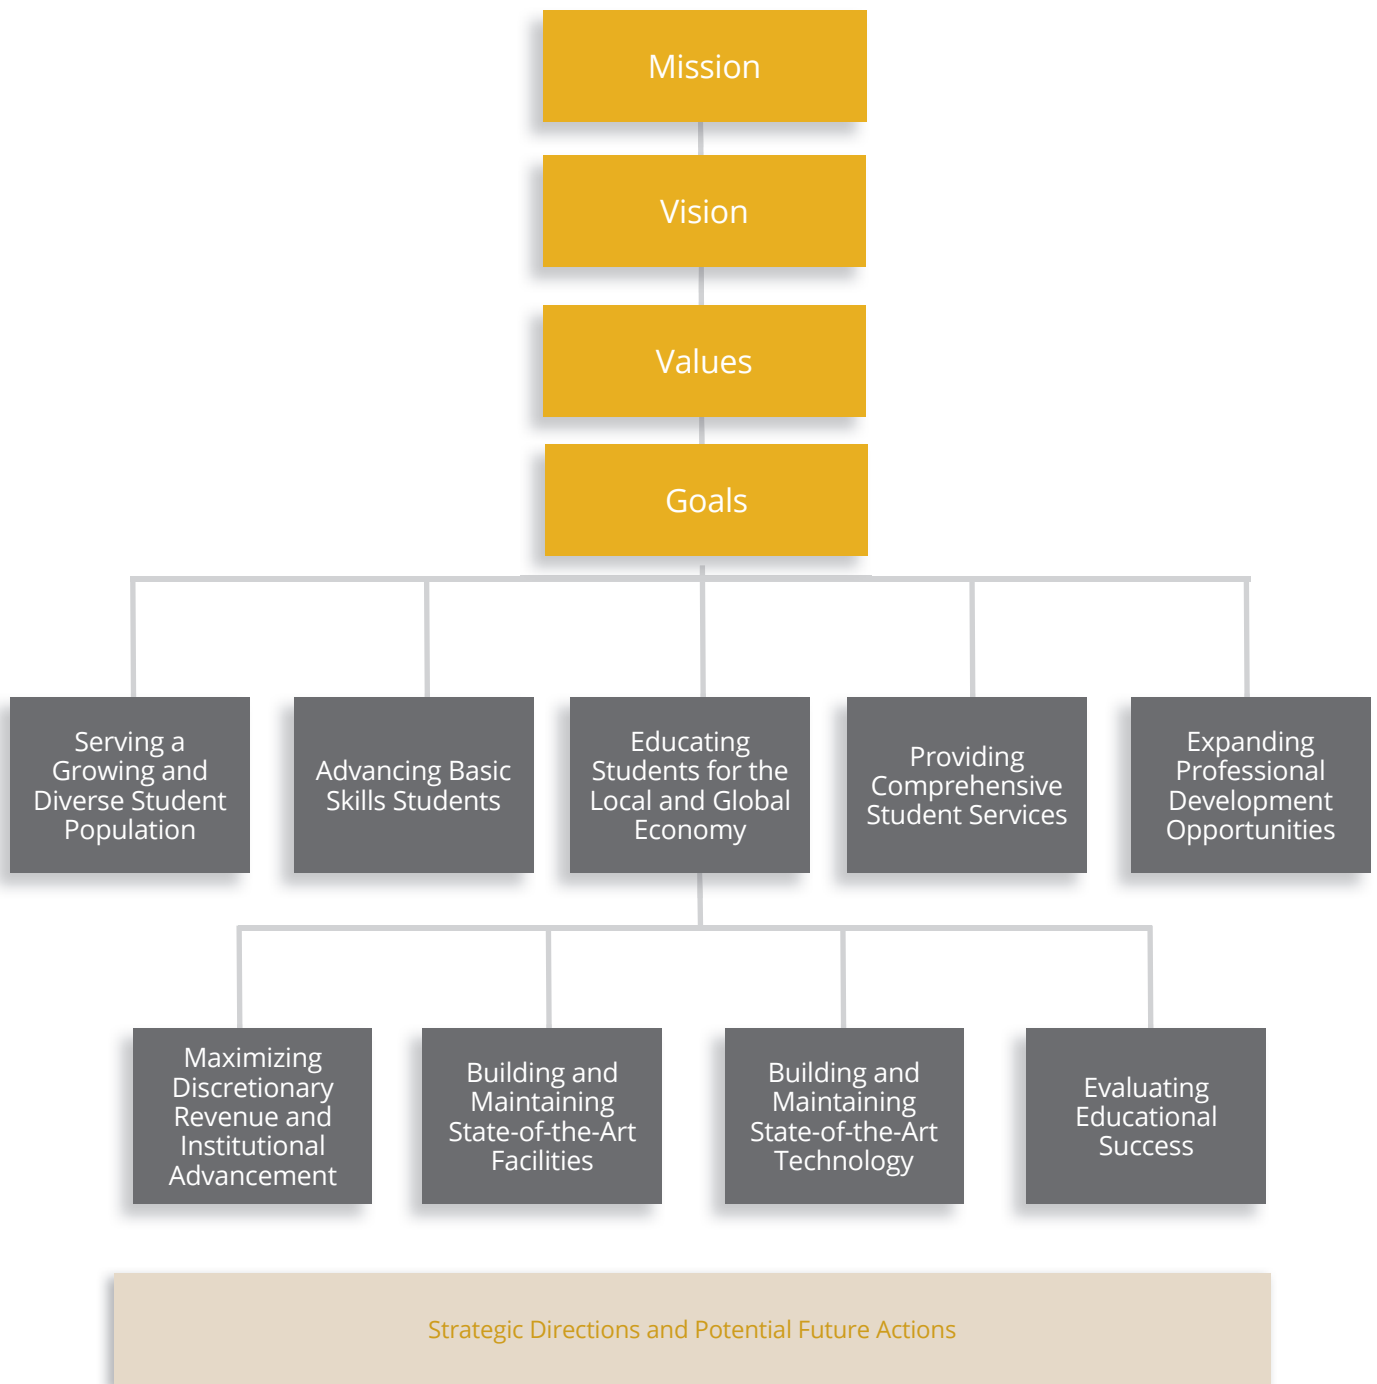 Mission
Vision
Values
Goals
Serving a
Growing and
Diverse Student
Population
Advancing Basic
Skills Students
Educating
Students for the
Local and Global
Economy
Providing
Comprehensive
Student Services
Expanding
Professional
Development
Opportunities
Maximizing
Discretionary
Revenue and
Institutional
Advancement
Building and
Maintaining
State-of-the-Art
Facilities
Building and
Maintaining
State-of-the-Art
Technology
Evaluating
Educational
Success
Strategic Directions and Potential Future Actions